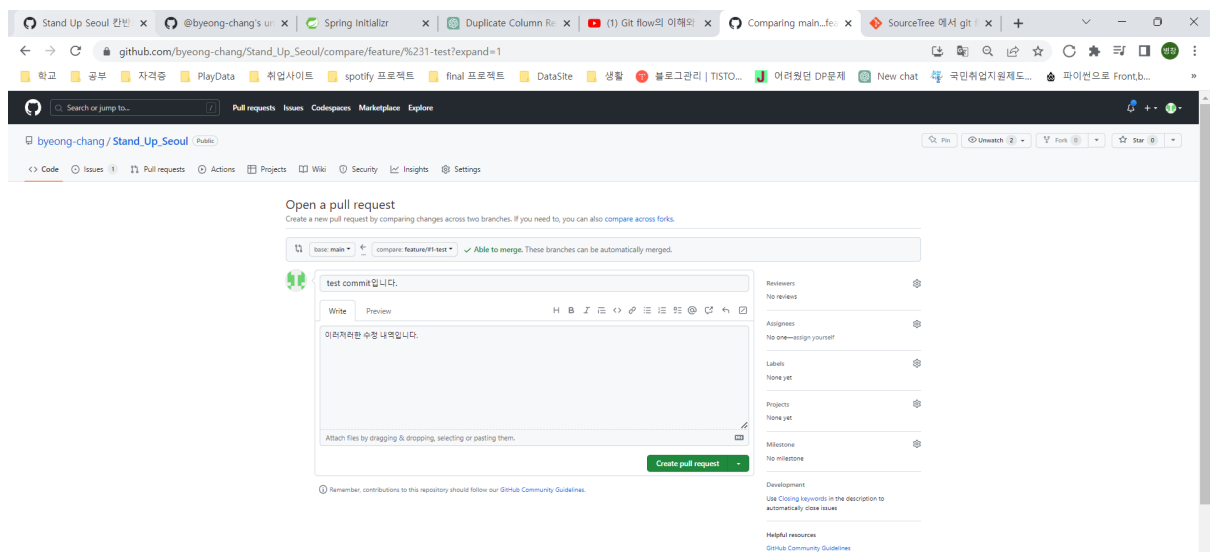 Stand Up Seoul 칸반
@byeong-chang's un
Spring Initializr
Duplicate Column Re
(1) Git flow의 이해와
Comparing main...fea
SourceTree 에서 git f
github.com/byeong-chang/Stand_Up_Seoul/compare/feature/%231-test?expand=1
학교 공부 자격증 PlayData 취업사이트 spotify 프로젝트 final 프로젝트 DataSite 생활 블로그관리 | TISTO... 어려웠던 DP문제 New chat 국민취업지원제도... 파이썬으로 Front,b... »
Search or jump to... / Pull requests Issues Codespaces Marketplace Explore
byeong-chang / Stand_Up_Seoul Public
Pin Unwatch 2 Fork 0 Star 0
Code Issues 1 Pull requests Actions Projects Wiki Security Insights Settings
Open a pull request
Create a new pull request by comparing changes across two branches. If you need to, you can also compare across forks.
base: main compare: feature/#1-test Able to merge. These branches can be automatically merged.
test commit입니다.
Write Preview
이러저러한 수정 내역입니다.
Attach files by dragging & dropping, selecting or pasting them.
Create pull request
Remember, contributions to this repository should follow our GitHub Community Guidelines.
Reviewers
No reviews
Assignees
No one—assign yourself
Labels
None yet
Projects
None yet
Milestone
No milestone
Development
Use Closing keywords in the description to
automatically close issues
Helpful resources
GitHub Community Guidelines